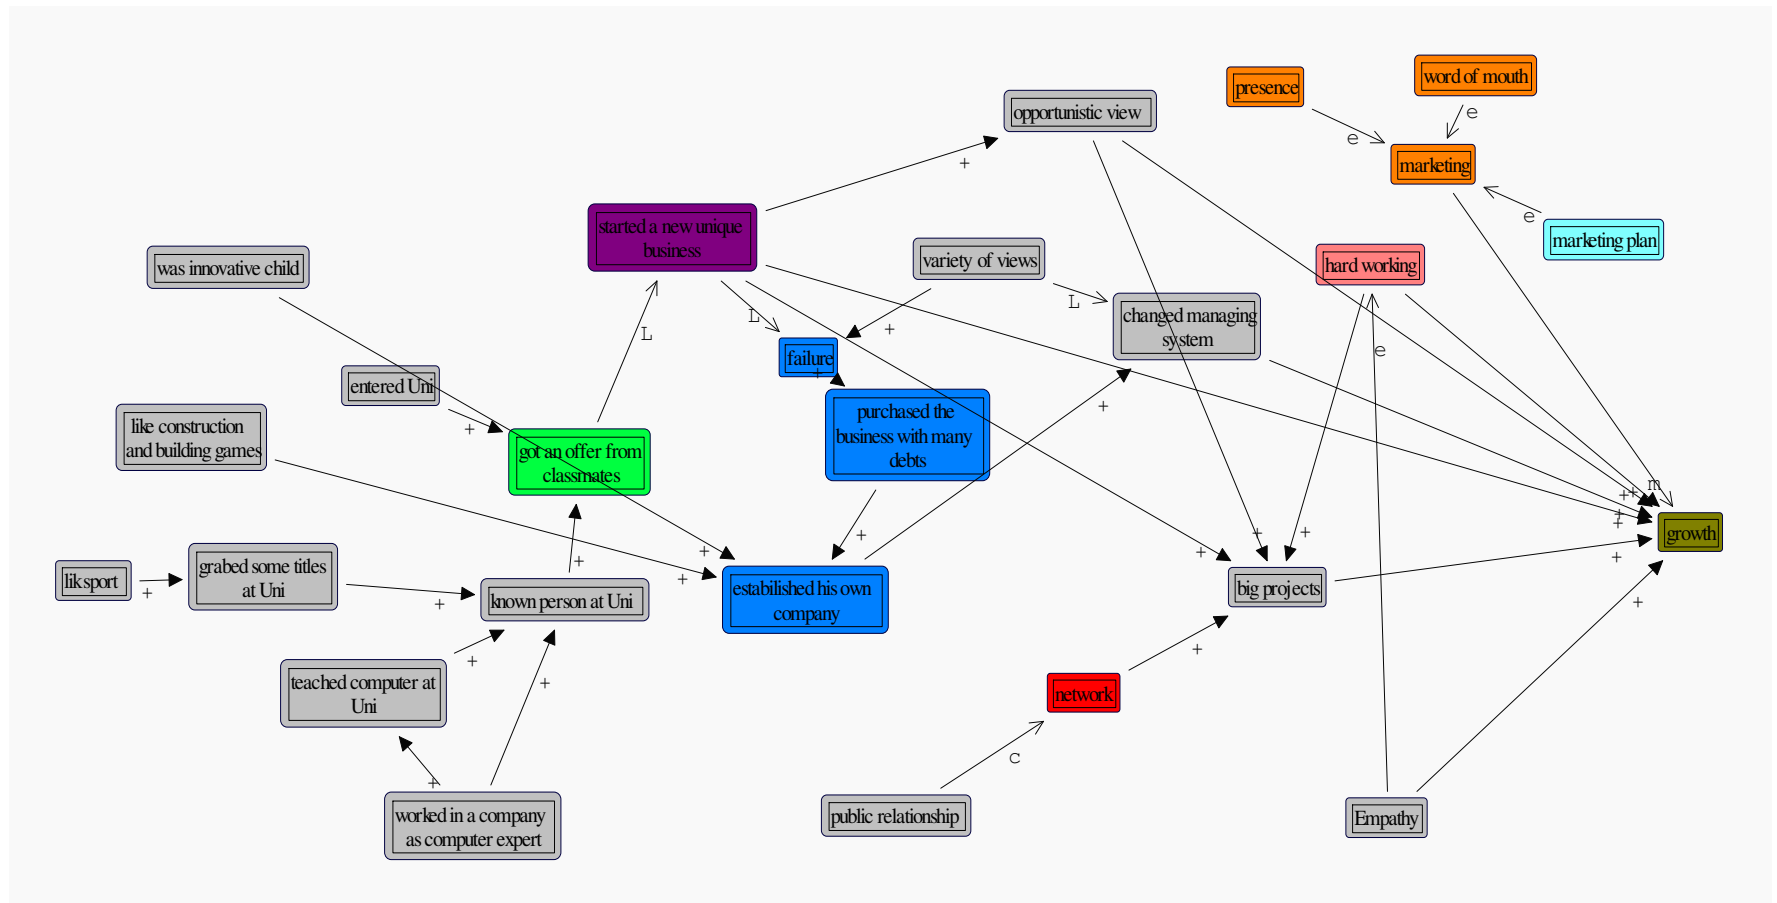 word of mouth
presence
opportunistic view
e
e
+
marketing
started a new unique
business
e
marketing plan
variety of views
hard working
was innovative child
L
L
+
changed managing
system
L
failure
e
+
entered Uni
+
purchased the
business with many
debts
like construction
and building games
+
got an offer from
classmates
+
+
m
+
+
growth
+
+
+
+
+
+
+
+
liksport
+
grabed some titles
at Uni
+
known person at Uni
estabilished his own
company
big projects
+
+
+
teached computer at
Uni
+
network
c
+
worked in a company
as computer expert
public relationship
Empathy